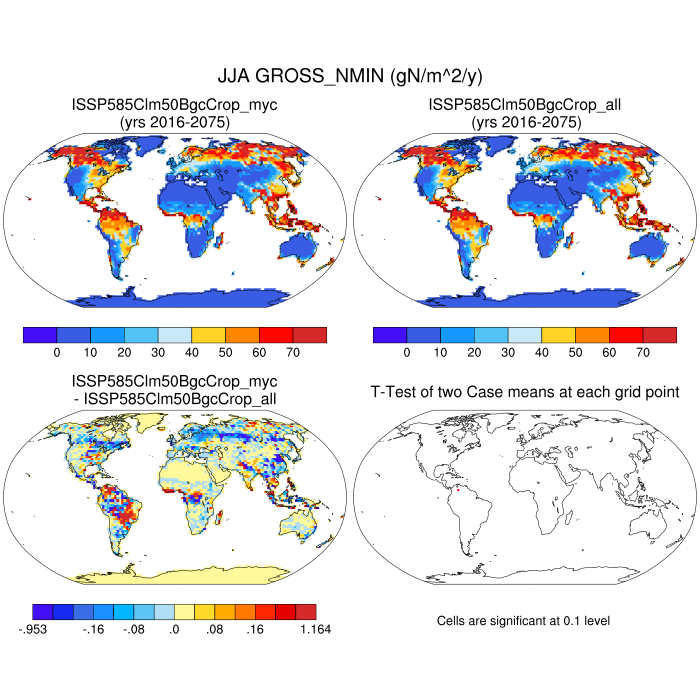 JJA GROSS_NMIN (gN/m^2/y)
ISSP585Clm50BgcCrop_myc
(yrs 2016-2075)
ISSP585Clm50BgcCrop_all
(yrs 2016-2075)
0 10 20 30 40 50 60 70
0 10 20 30 40 50 60 70
ISSP585Clm50BgcCrop_myc
- ISSP585Clm50BgcCrop_all
T-Test of two Case means at each grid point
-.953 -.16 -.08 .0 .08 .16 1.164
Cells are significant at 0.1 level